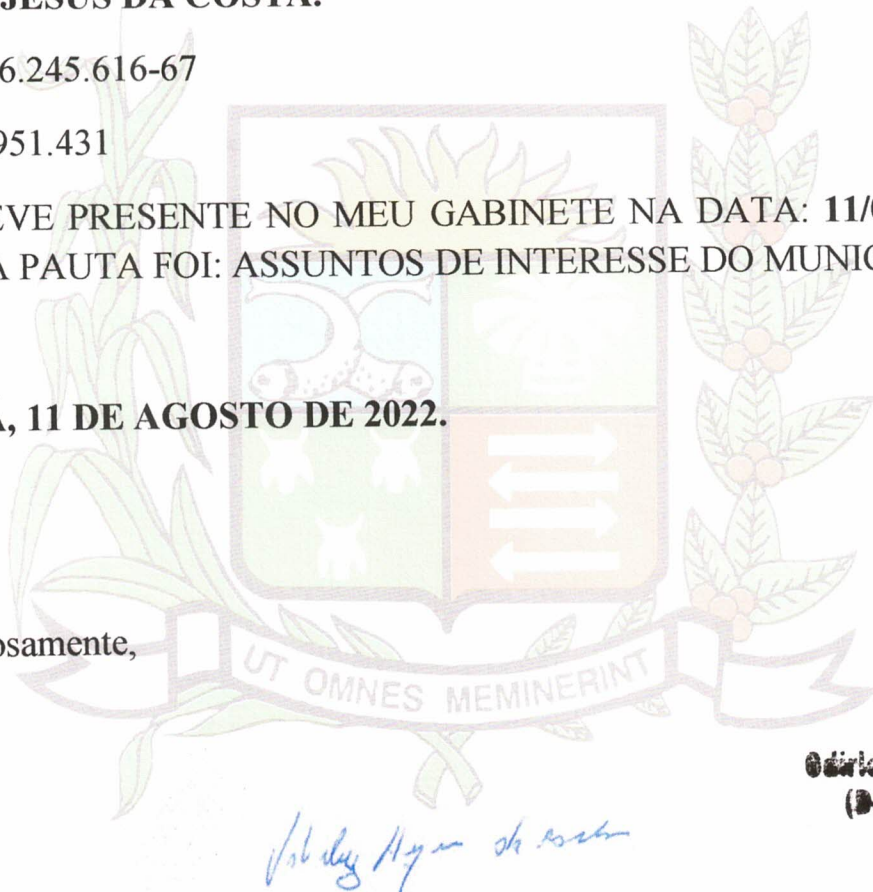 JESUS DA COSTA.
6.245.616-67
951.431
EVE PRESENTE NO MEU GABINETE NA DATA: 11/
A PAUTA FOI: ASSUNTOS DE INTERESSE DO MUNIC
, 11 DE AGOSTO DE 2022.
osamente,
UT OMNES MEMINERINT